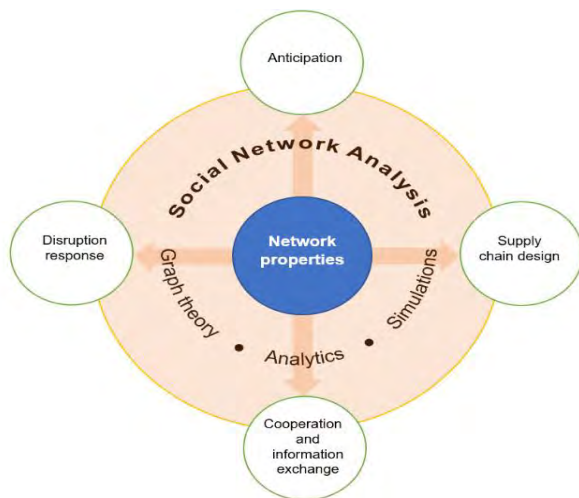 Anticipation
Social Network Analysis
Disruption
response
Network
properties
Supply
chain design
Graph theory • Analytics • Simulations
Cooperation
and
information
exchange